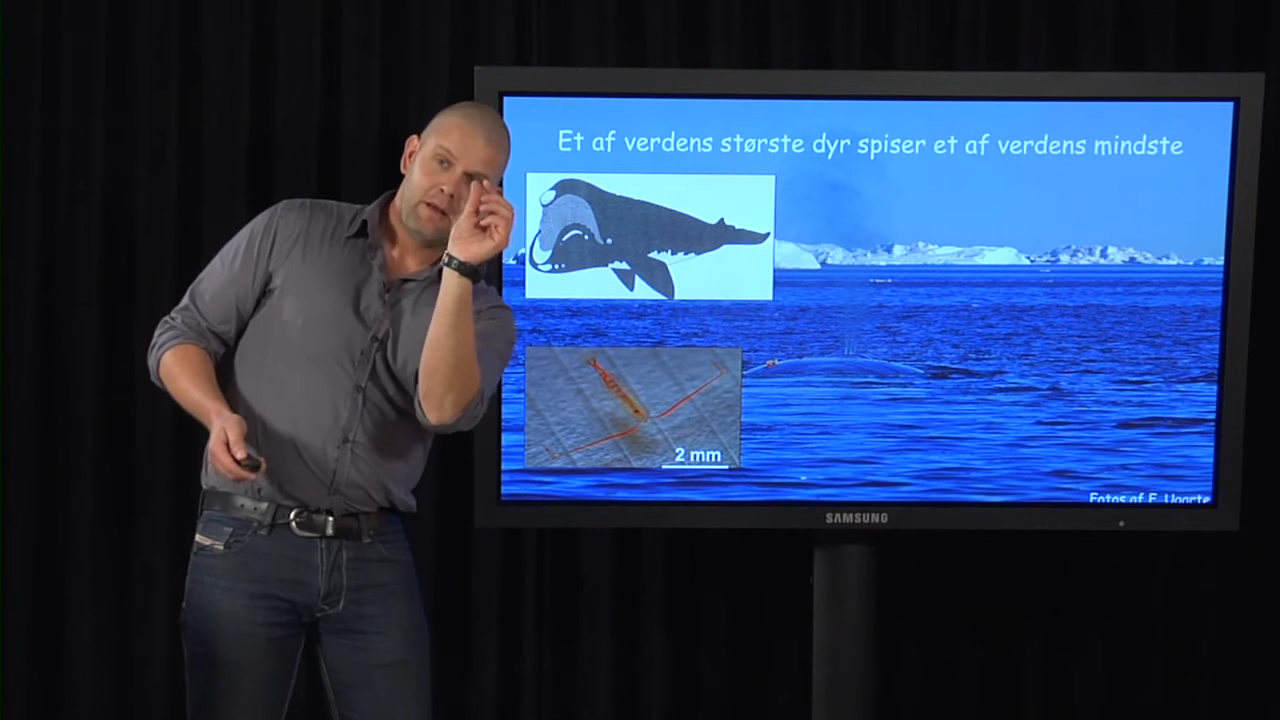 Et af verdens største dyr spiser et af verdens mindste
2 mm
Fotos af F. Ugarte
SAMSUNG